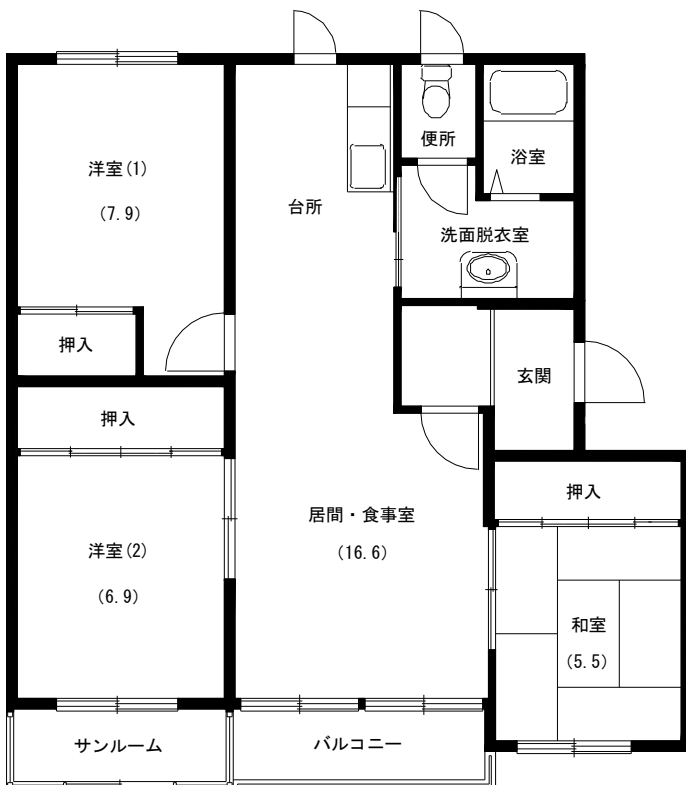 洋室(1)
(7.9)
押入
台所
便所
浴室
洗面脱衣室
玄関
押入
洋室(2)
(6.9)
居間・食事室
(16.6)
押入
和室
(5.5)
サンルーム
バルコニー